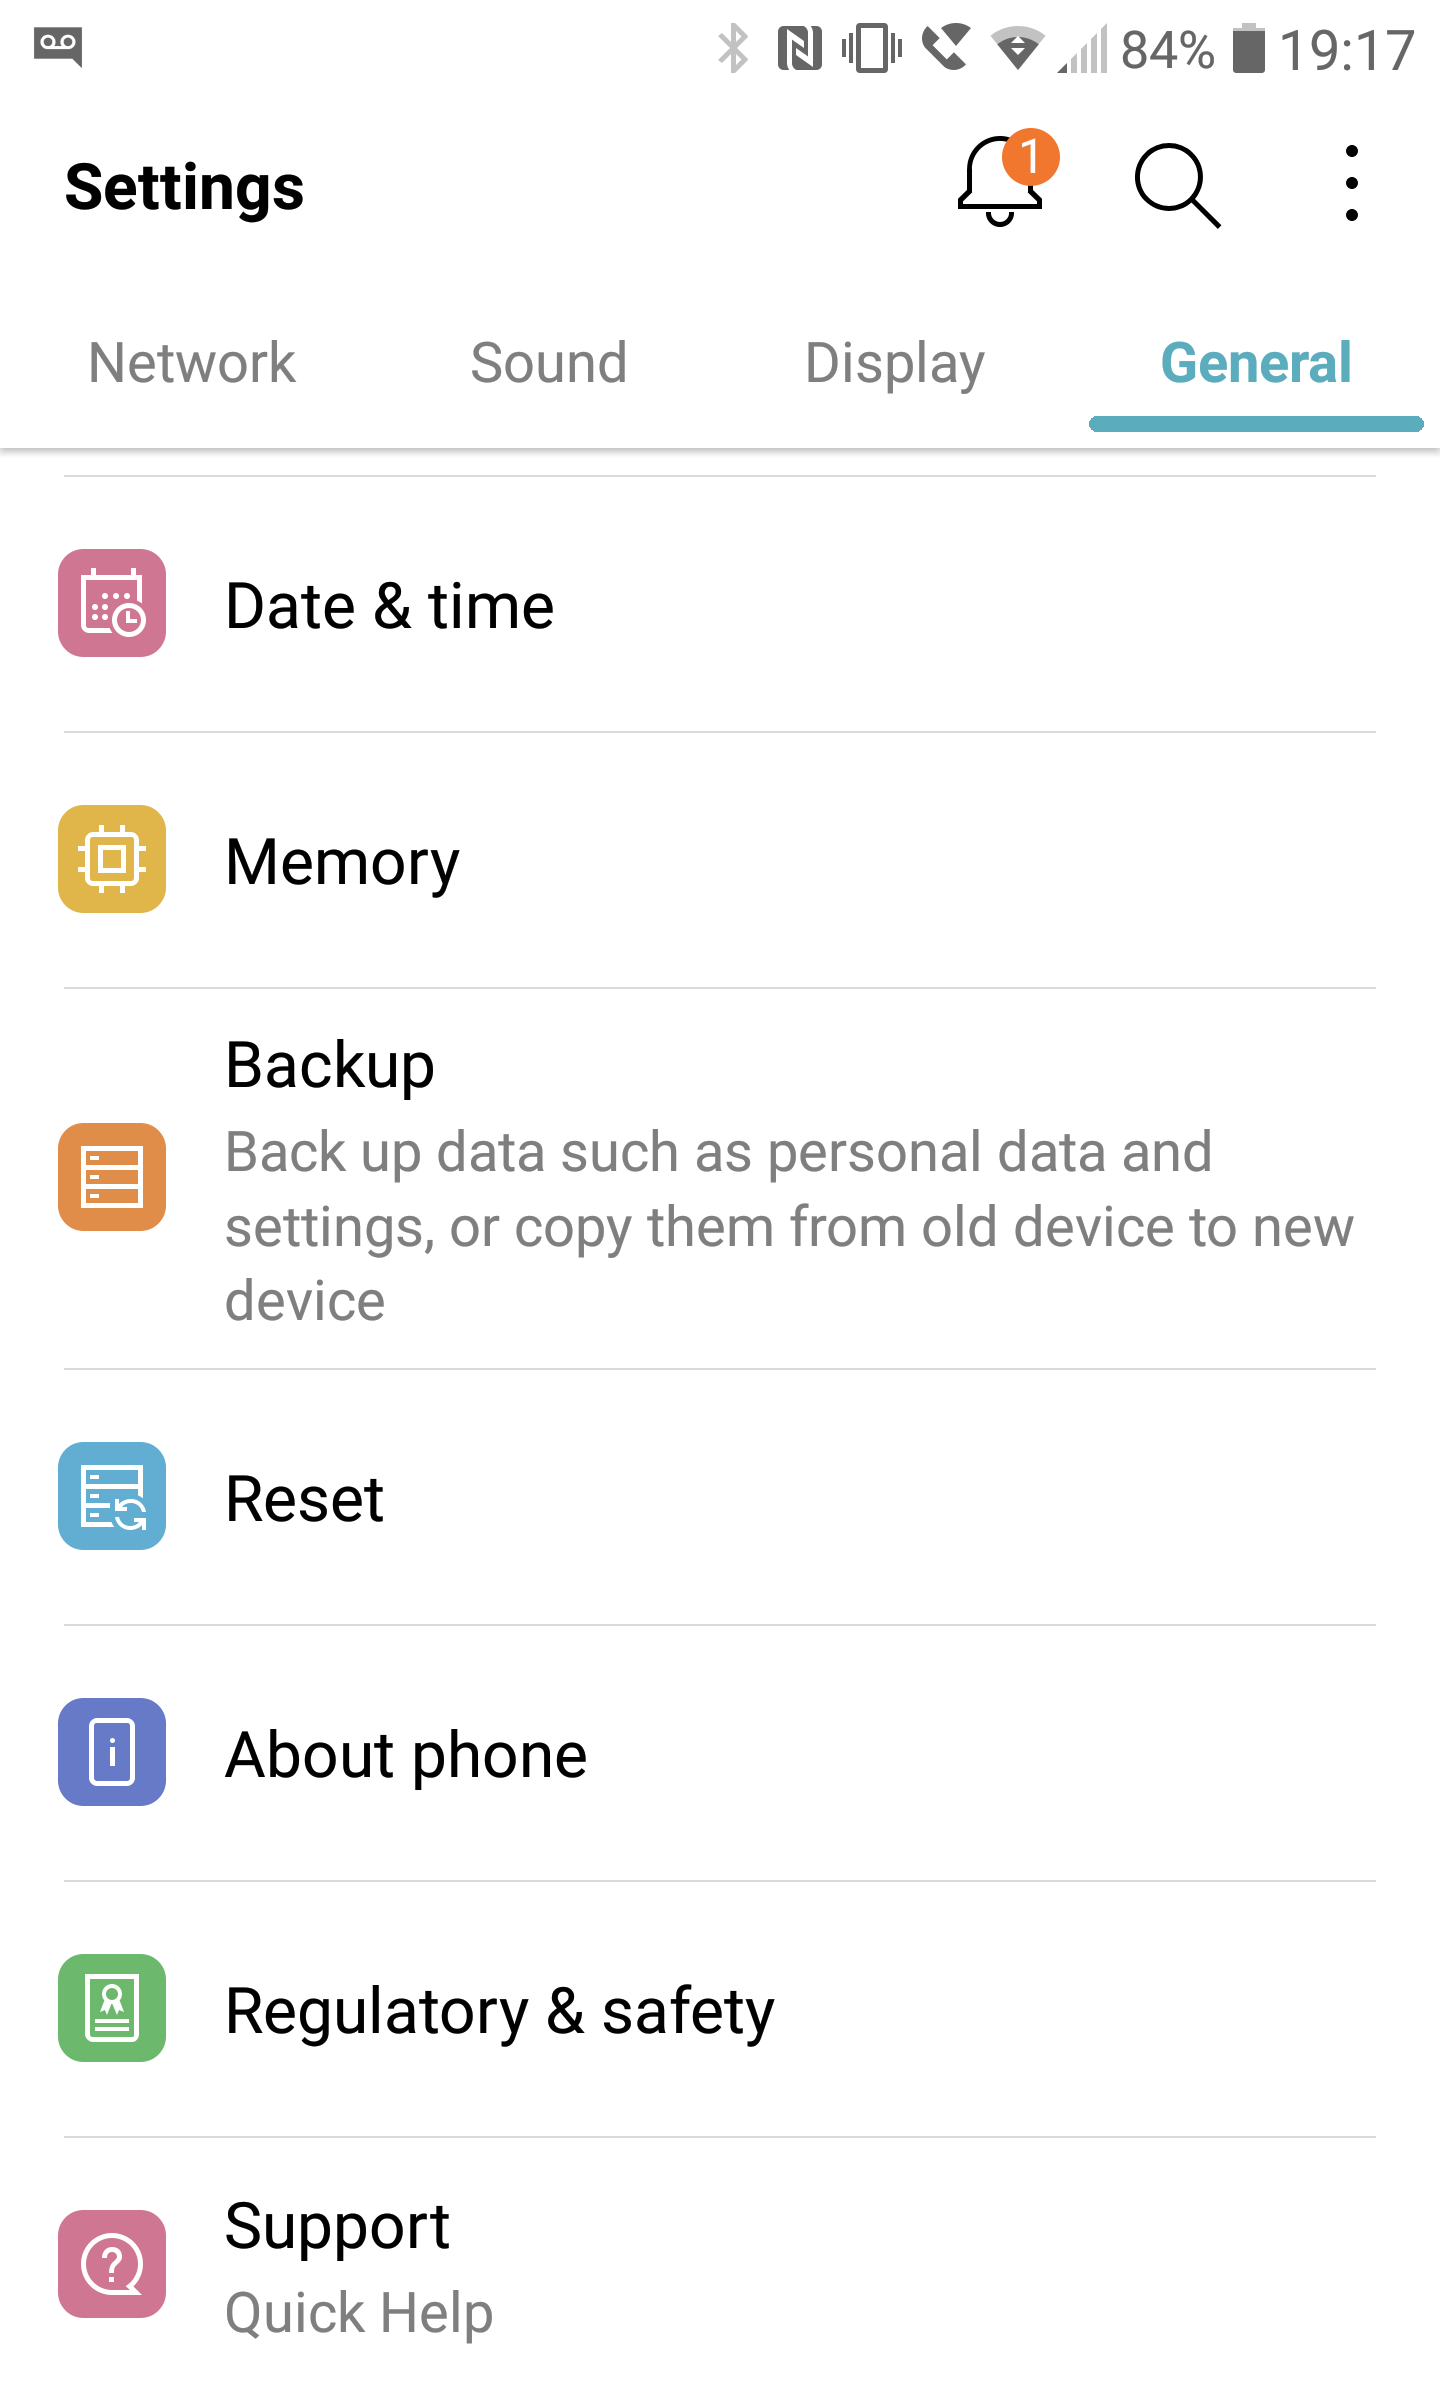 84% 19:17
Settings
1
Network Sound Display General
Date & time
Memory
Backup
Back up data such as personal data and
settings, or copy them from old device to new
device
Reset
About phone
Regulatory & safety
Support
Quick Help